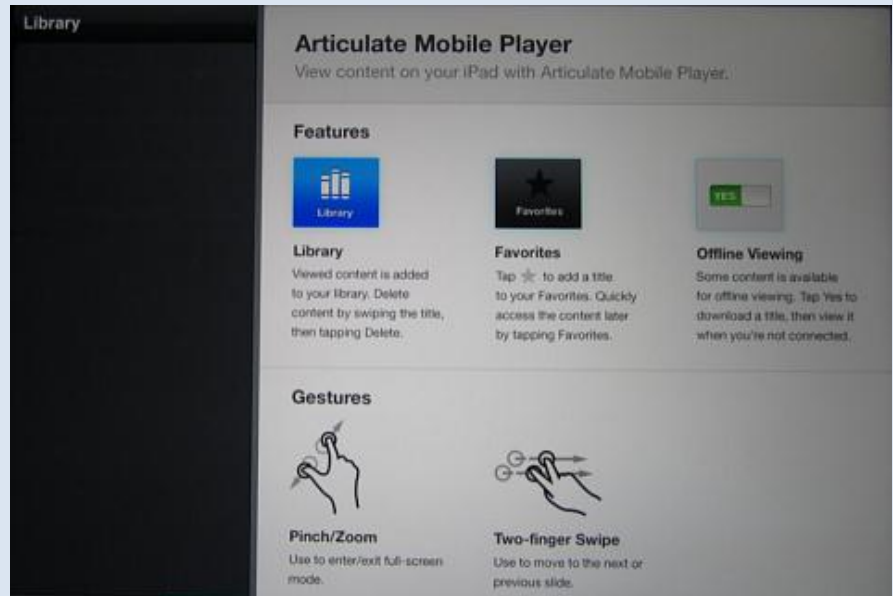 Library
Articulate Mobile Player
View content on your iPad with Articulate Mobile Player.
Features
Library
Favorites
YES
Library
Viewed content is added
to your library. Delete
content by swiping the title,
then tapping Delete.
Favorites
Tap ★ to add a title
to your Favorites. Quickly
access the content later
by tapping Favorites.
Offline Viewing
Some content is available
for offline viewing. Tap Yes to
download a title, then view it
when you're not connected.
Gestures
Pinch/Zoom
Use to enter/exit full-screen
mode.
Two-finger Swipe
Use to move to the next or
previous slide.